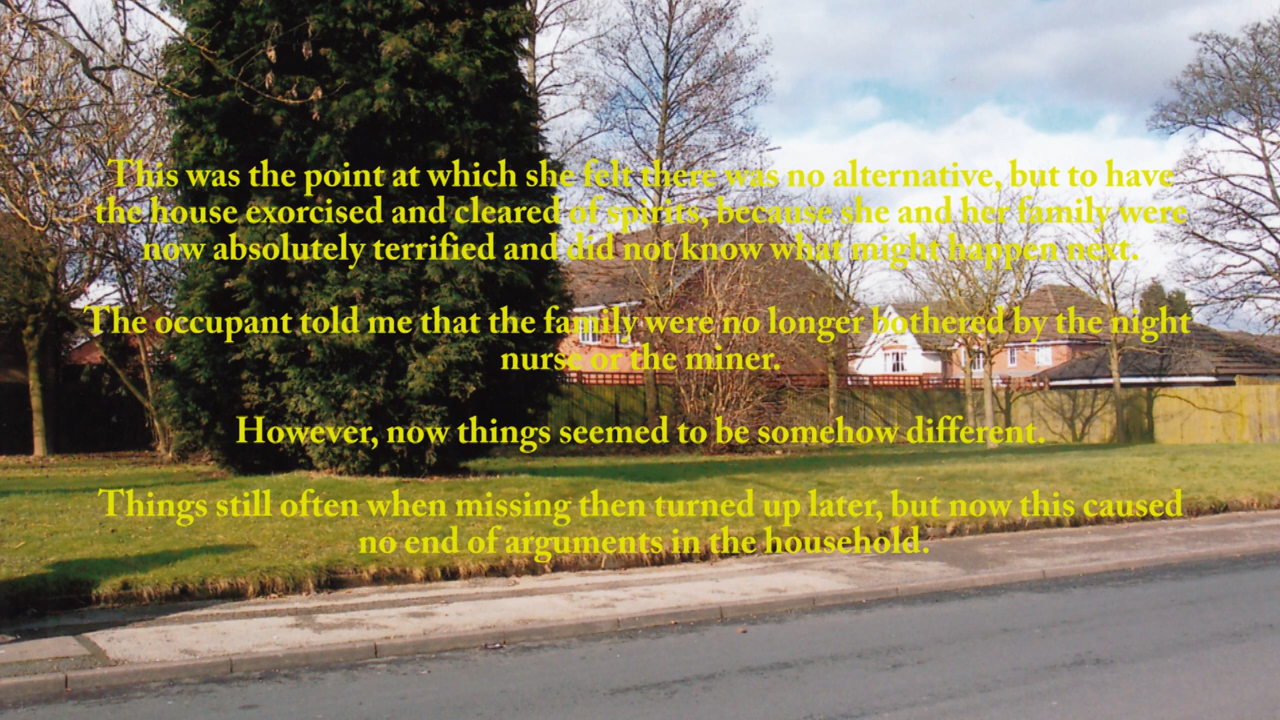 This was the point at which she felt there was no alternative, but to have
the house exorcised and cleared of spirits, because she and her family were
now absolutely terrified and did not know what might happen next.
The occupant told me that the family were no longer bothered by the night
nurse or the miner.
However, now things seemed to be somehow different.
Things still often when missing then turned up later, but now this caused
no end of arguments in the household.